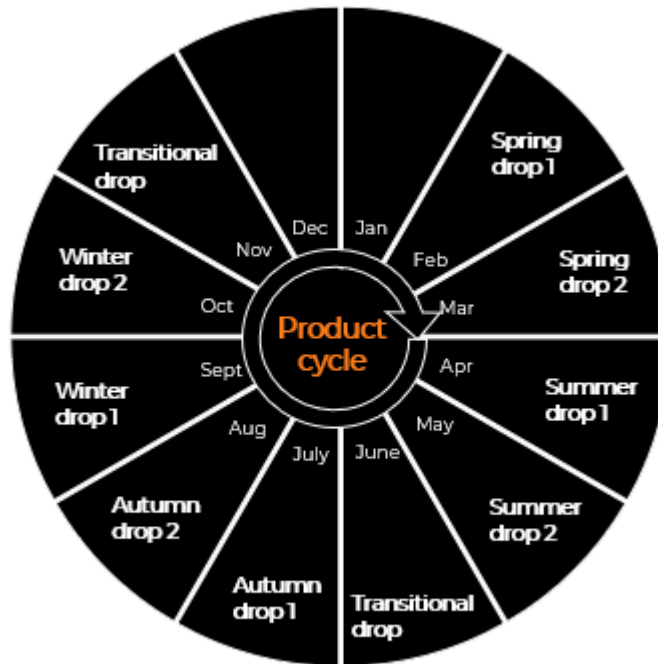 Dec
Jan
Spring
drop 1
Feb
Spring
drop 2
Mar
Summer
drop 1
Apr
Summer
drop 2
May
Transitional
drop
June
Autumn
drop 1
July
Autumn
drop 2
Aug
Winter
drop 1
Sept
Winter
drop 2
Oct
Transitional
drop
Nov
Product
cycle